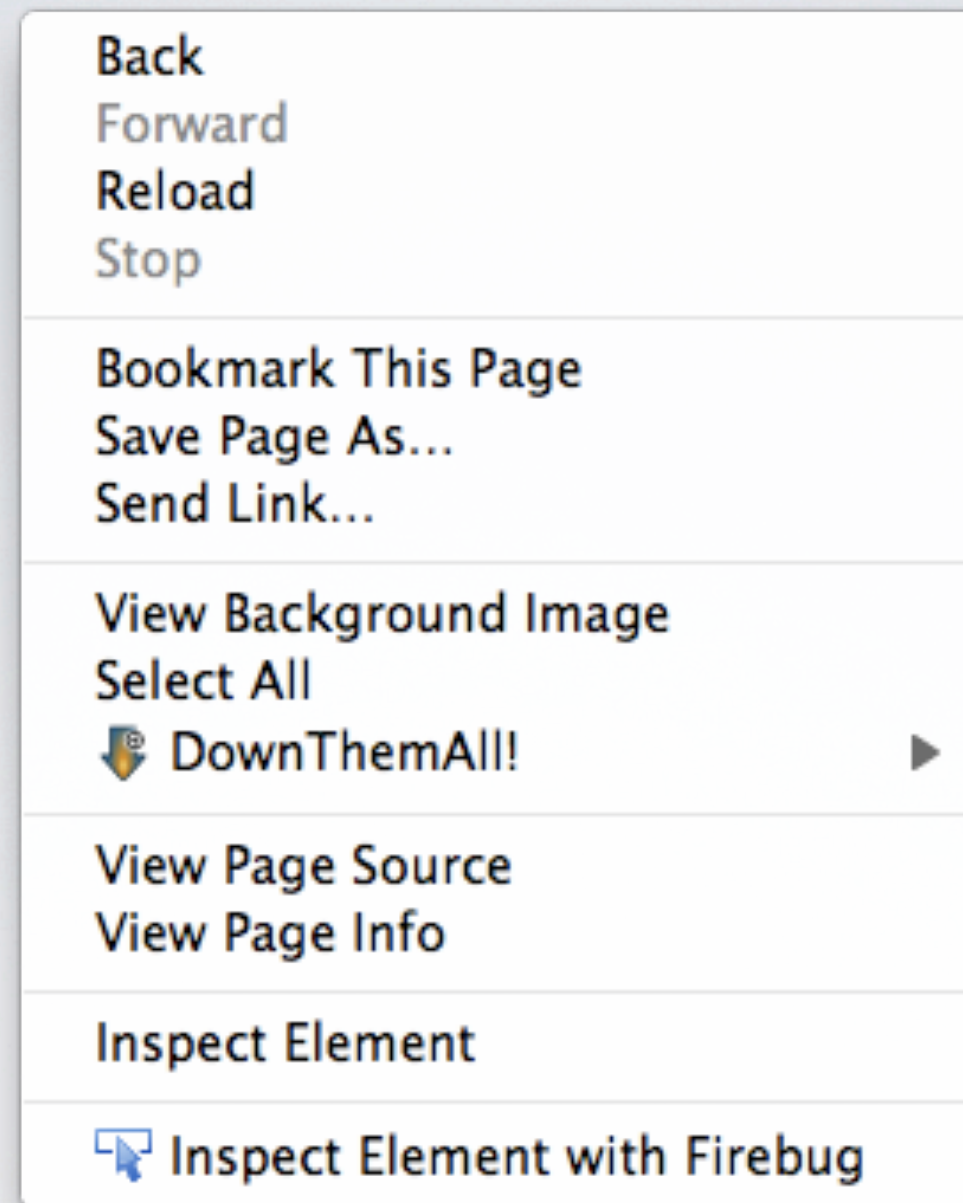 Back
Forward
Reload
Stop
Bookmark This Page
Save Page As...
Send Link...
View Background Image
Select All
DownThemAll!
View Page Source
View Page Info
Inspect Element
Inspect Element with Firebug